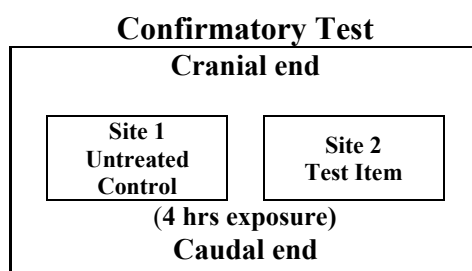 Confirmatory Test
Cranial end
Site 1
Untreated
Control
Site 2
Test Item
(4 hrs exposure)
Caudal end